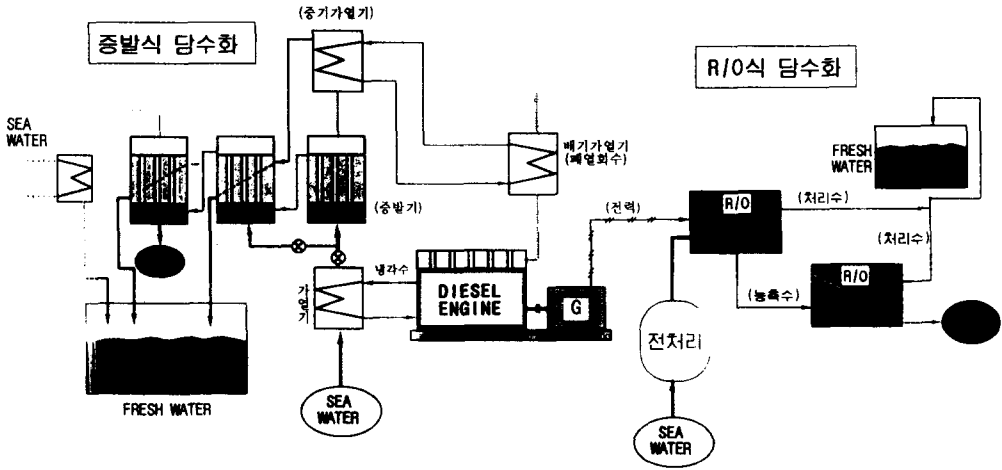 (증기가열기)
증발식 담수화
R/O식 담수화
SEA
WATER
배기가열기
(폐열회수)
FRESH
WATER
R/O
(처리수)
(전력)
(증발기)
(처리수)
냉각수
가열기
DIESEL
ENGINE
G
(농축수)
R/O
전처리
FRESH WATER
SEA
WATER
SEA
WATER